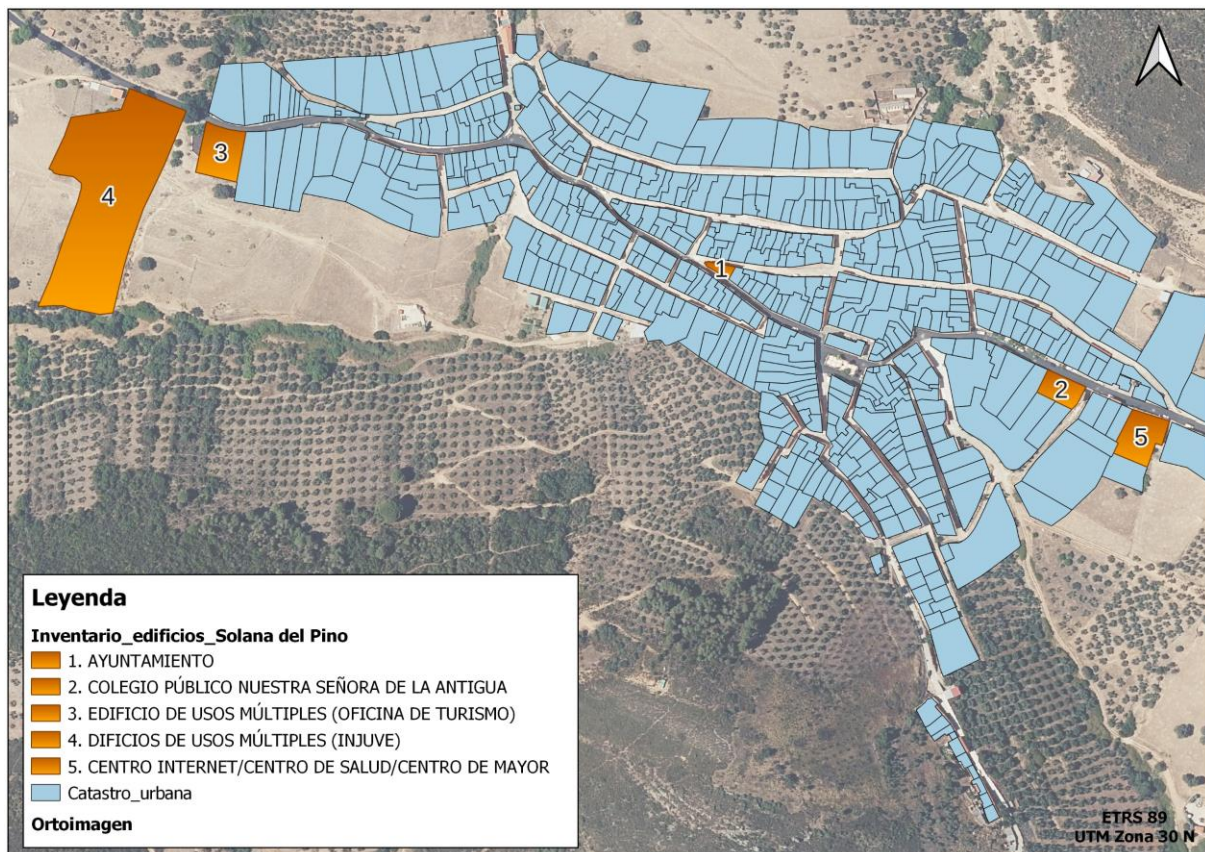 3
4
1
2
5
Leyenda
Inventario_edificios_Solana del Pino
1. AYUNTAMIENTO
2. COLEGIO PÚBLICO NUESTRA SEÑORA DE LA ANTIGUA
3. EDIFICIO DE USOS MÚLTIPLES (OFICINA DE TURISMO)
4. DIFICIOS DE USOS MÚLTIPLES (INJUVE)
5. CENTRO INTERNET/CENTRO DE SALUD/CENTRO DE MAYOR
Catastro_urbana
Ortoimagen
ETRS 89
UTM Zona 30 N